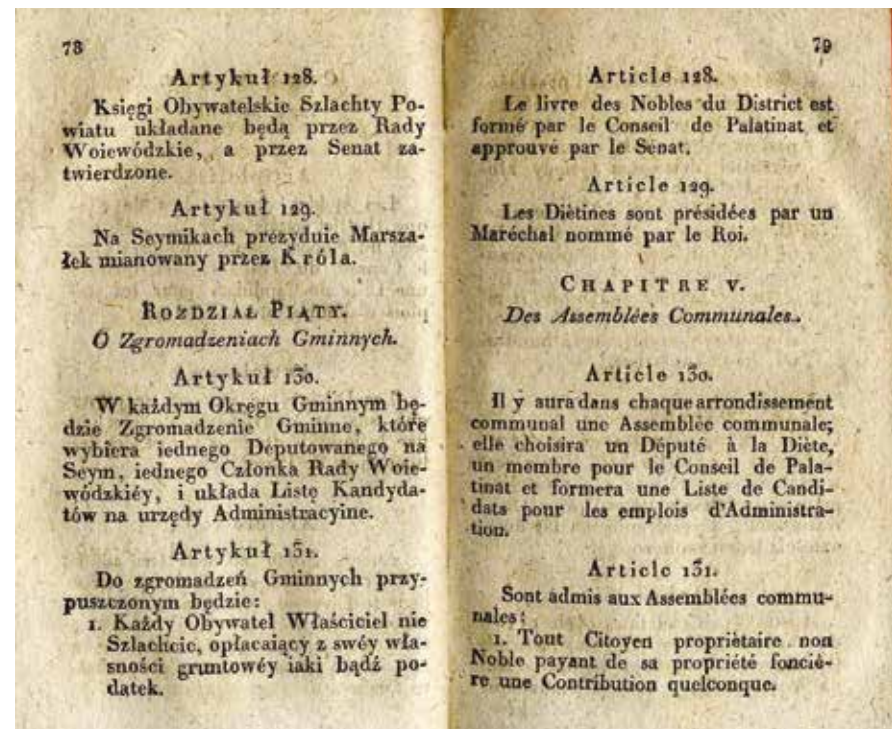 78
Artykuł 128.
Księgi Obywatelskie Szlachty Po-
wiatu układane będą przez Rady
Woiewódzkie, a przez Senat za-
twierdzone.
Artykuł 129.
Na Seymikach prezyduie Marsza-
łek mianowany przez Króla.
ROZDZIAŁ PIĄTY.
O Zgromadzeniach Gminnych.
Artykuł 130.
W każdym Okręgu Gminnym bę-
dzie Zgromadzenie Gminne, które
wybiera iednego Deputowanego na
Seym, iednego Członka Rady Woie-
wódzkiéy, i układa Listę Kandyda-
tów na urzędy Administracyine.
Artykuł 131.
Do zgromadzeń Gminnych przy-
puszczonym będzie:
1. Każdy Obywatel Właściciel nie
Szlachcic, opłacaiący z swéy wła-
sności gruntowéy iaki bądź po-
datek.
79
Article 128.
Le livre des Nobles du District est
formé par le Conseil de Palatinat et
approuvé par le Sénat.
Article 129.
Les Diètines sont présidées par un
Maréchal nommé par le Roi.
CHAPITRE V.
Des Assemblées Communales.
Article 130.
Il y aura dans chaque arrondissement
communal une Assemblée communale;
elle choisira un Député à la Diète,
un membre pour le Conseil de Pala-
tinat et formera une Liste de Candi-
dats pour les emplois d'Administra-
tion.
Article 131.
Sont admis aux Assemblées commu-
nales:
1. Tout Citoyen propriètaire non
Noble payant de sa propriété fonciè-
re une Contribution quelconque.